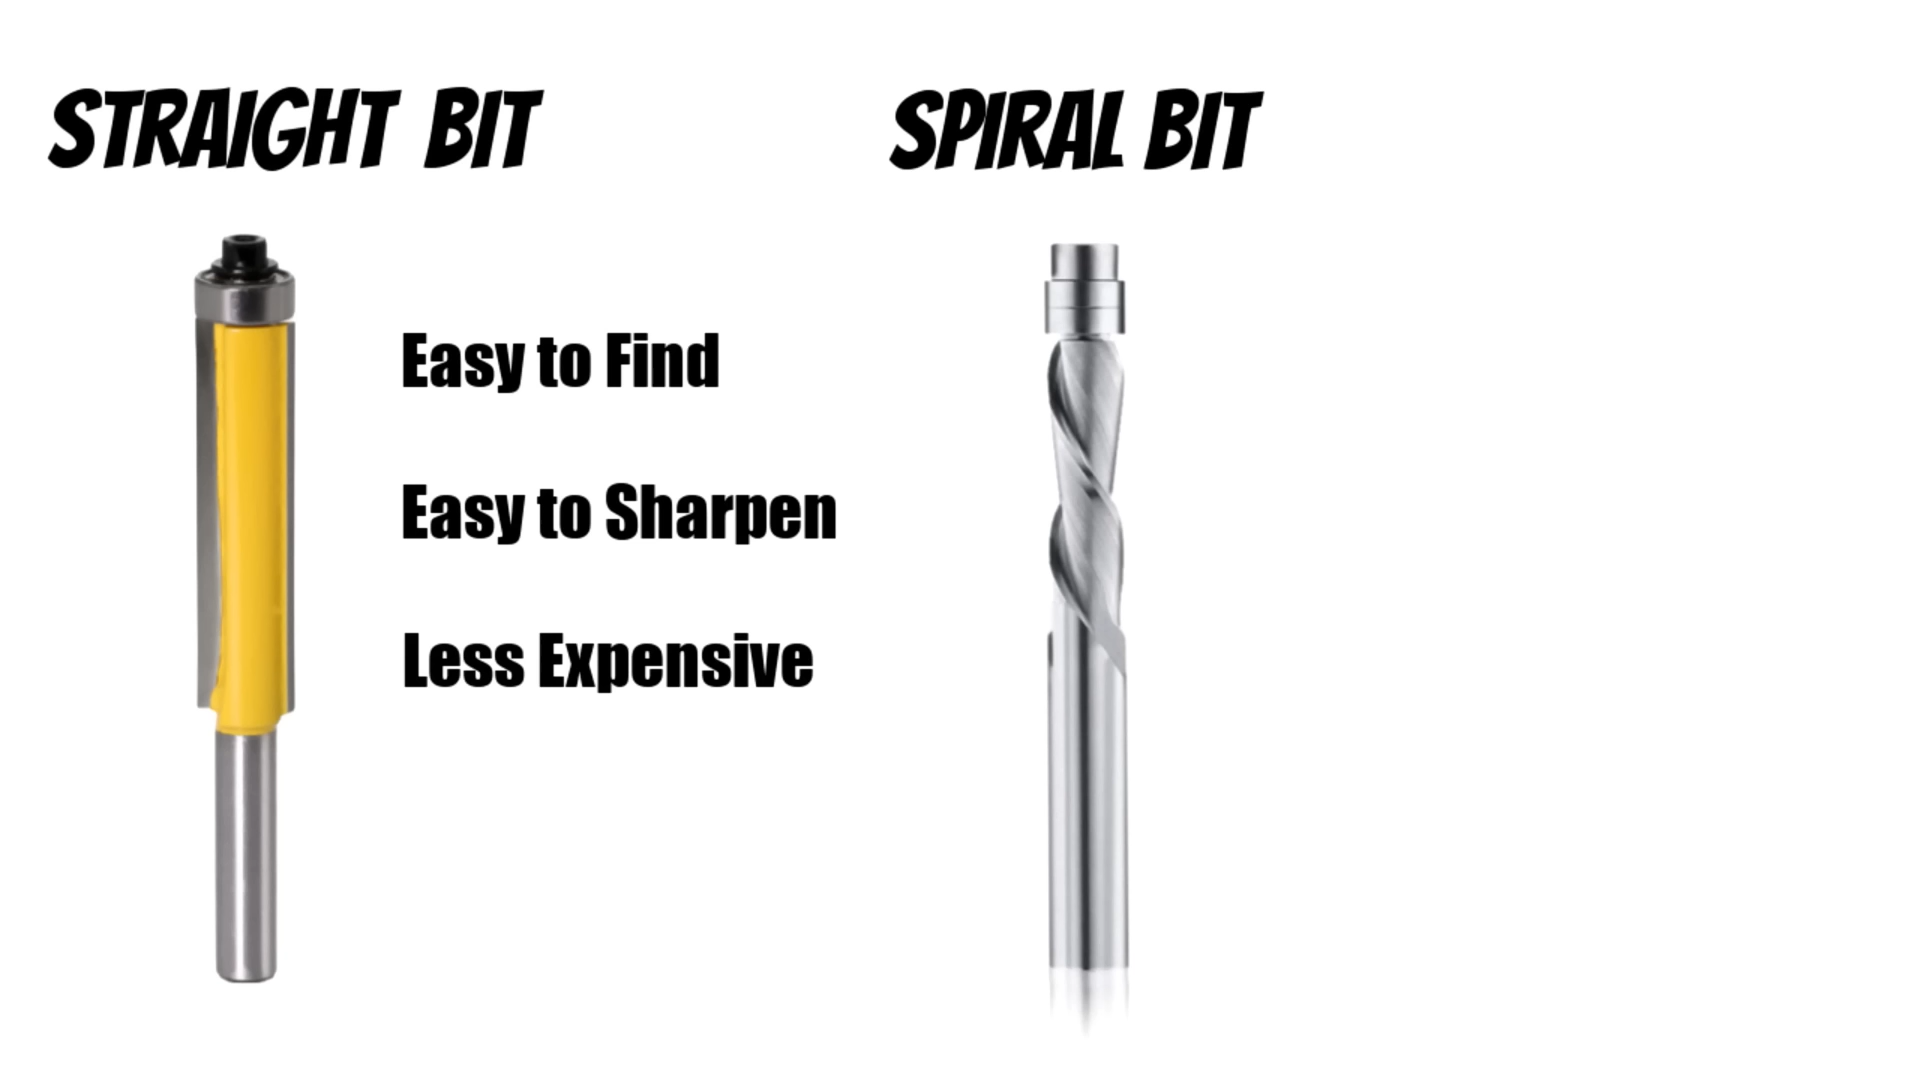 STRAIGHT BIT
SPIRAL BIT
Easy to Find
Easy to Sharpen
Less Expensive